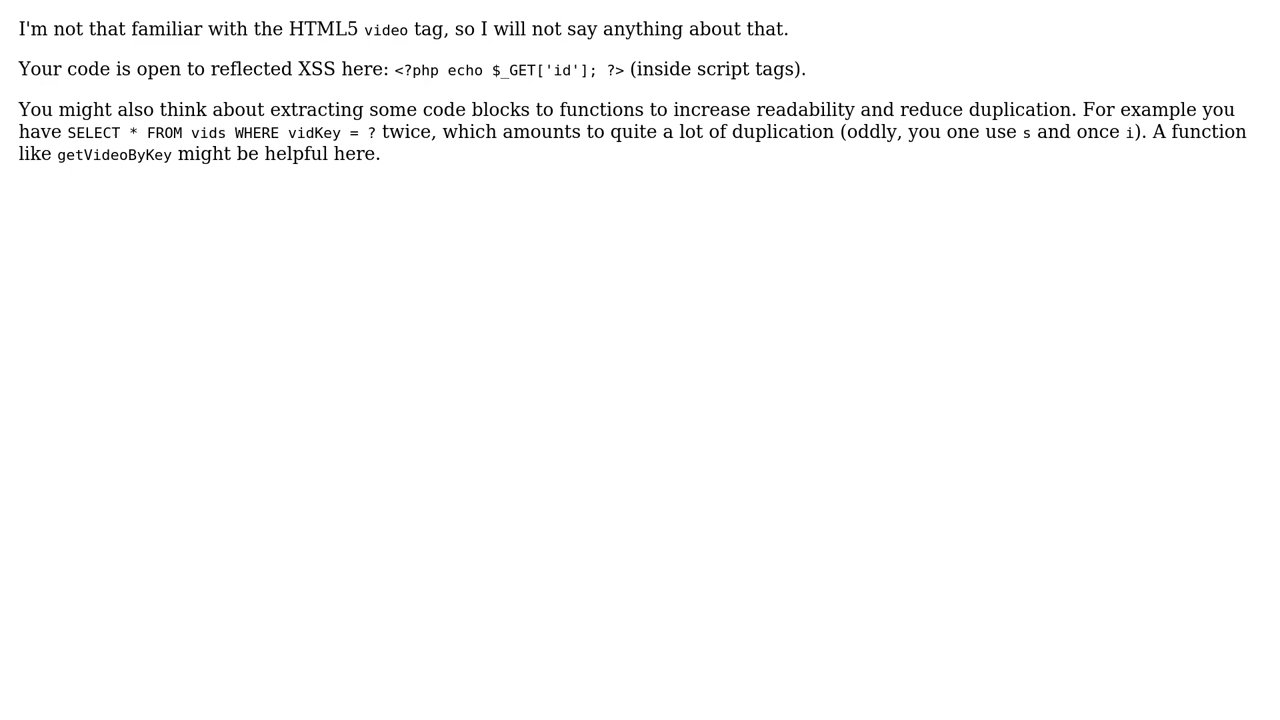 I'm not that familiar with the HTML5 video tag, so I will not say anything about that.
Your code is open to reflected XSS here: <?php echo $_GET['id']; ?> (inside script tags).
You might also think about extracting some code blocks to functions to increase readability and reduce duplication. For example you
have SELECT * FROM vids WHERE vidKey = ? twice, which amounts to quite a lot of duplication (oddly, you one use s and once i). A function
like getVideoByKey might be helpful here.